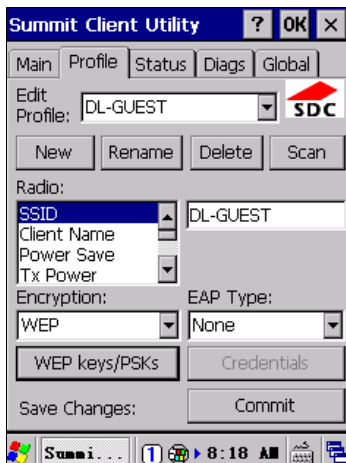 Summit Client Utility ? OK ×
Main Profile Status Diags Global
Edit Profile: DL-GUEST SDC
New Rename Delete Scan
Radio:
SSID DL-GUEST
Client Name
Power Save
Tx Power
Encryption: EAP Type:
WEP None
WEP keys/PSKs Credentials
Save Changes: Commit
Summi... 1 8:18 AM